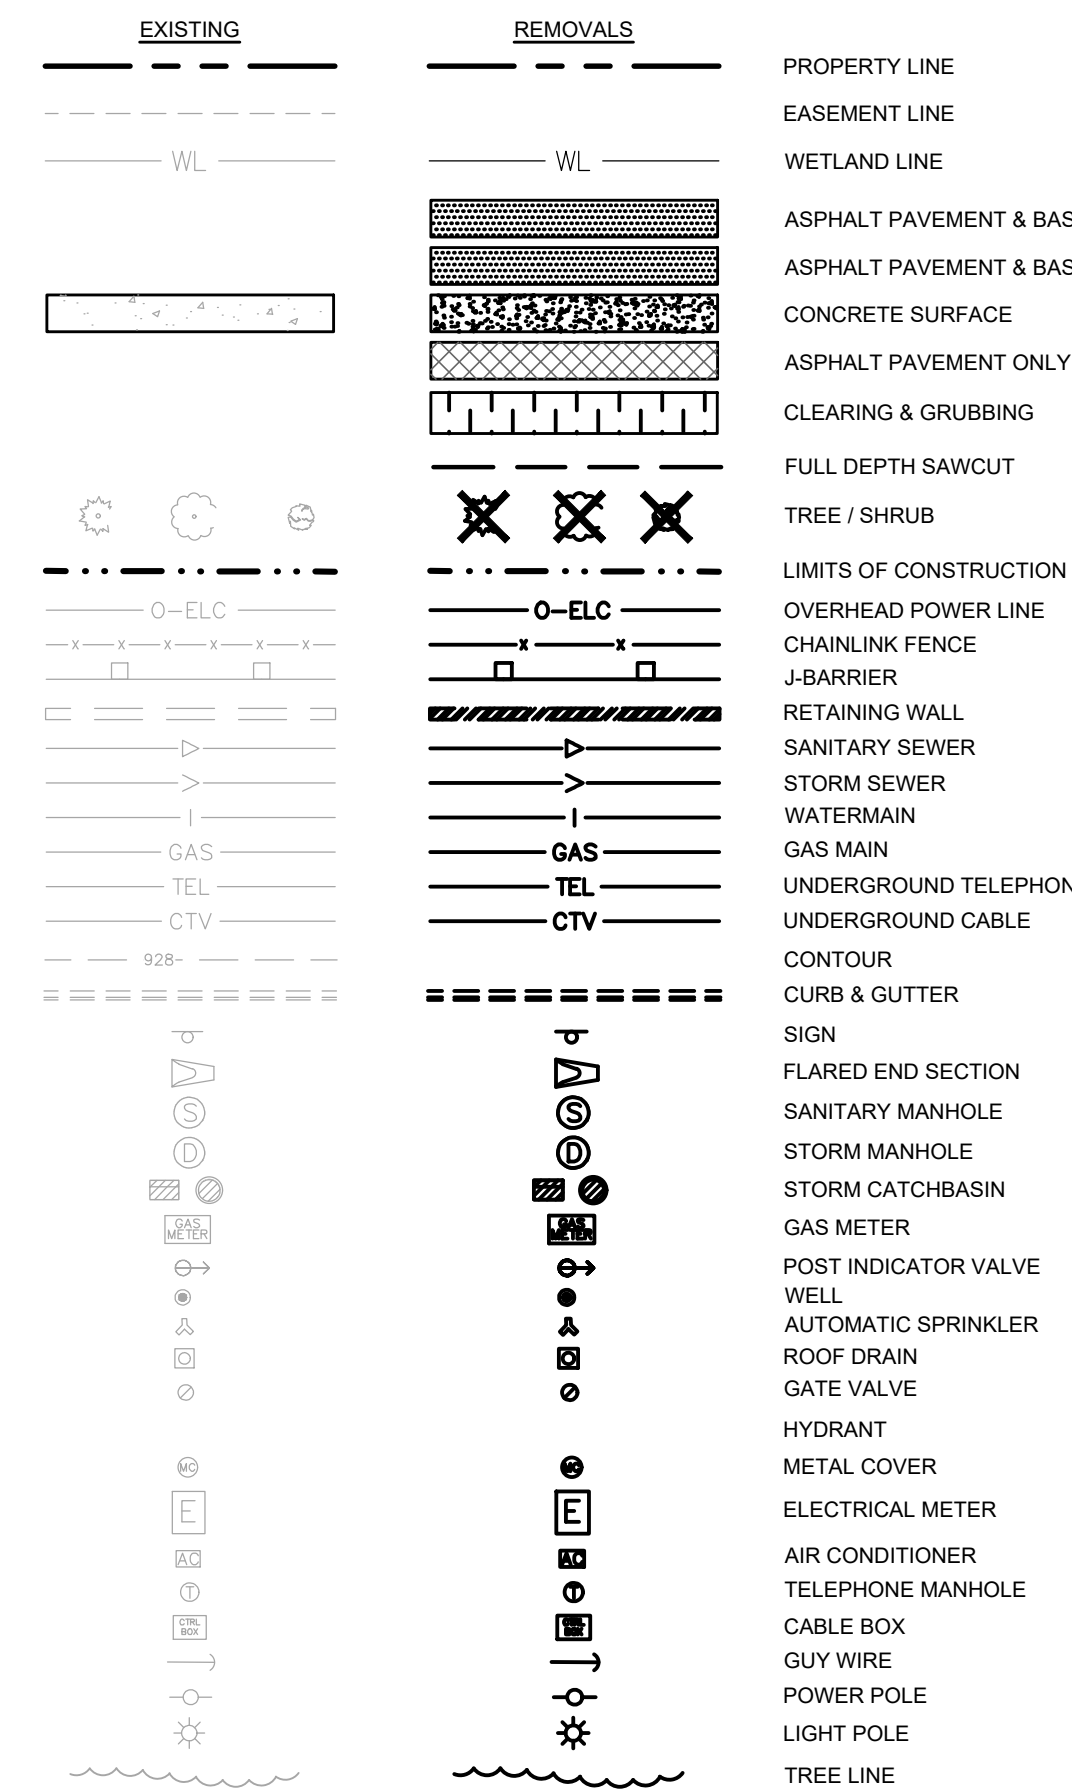 EXISTING REMOVALS
PROPERTY LINE
EASEMENT LINE
WL WL WETLAND LINE
ASPHALT PAVEMENT & BAS
ASPHALT PAVEMENT & BAS
CONCRETE SURFACE
ASPHALT PAVEMENT ONLY
CLEARING & GRUBBING
FULL DEPTH SAWCUT
TREE / SHRUB
LIMITS OF CONSTRUCTION
O-ELC O-ELC OVERHEAD POWER LINE
x x x x x x x x CHAINLINK FENCE
J-BARRIER
RETAINING WALL
SANITARY SEWER
STORM SEWER
WATERMAIN
GAS GAS GAS MAIN
TEL TEL UNDERGROUND TELEPHON
CTV CTV UNDERGROUND CABLE
928 CONTOUR
CURB & GUTTER
SIGN
FLARED END SECTION
S S SANITARY MANHOLE
D D STORM MANHOLE
STORM CATCHBASIN
GAS METER GAS METER GAS METER
POST INDICATOR VALVE
WELL
AUTOMATIC SPRINKLER
ROOF DRAIN
GATE VALVE
HYDRANT
MC MC METAL COVER
E E ELECTRICAL METER
AC AC AIR CONDITIONER
T T TELEPHONE MANHOLE
CTRL BOX CTRL BOX CABLE BOX
GUY WIRE
POWER POLE
LIGHT POLE
TREE LINE